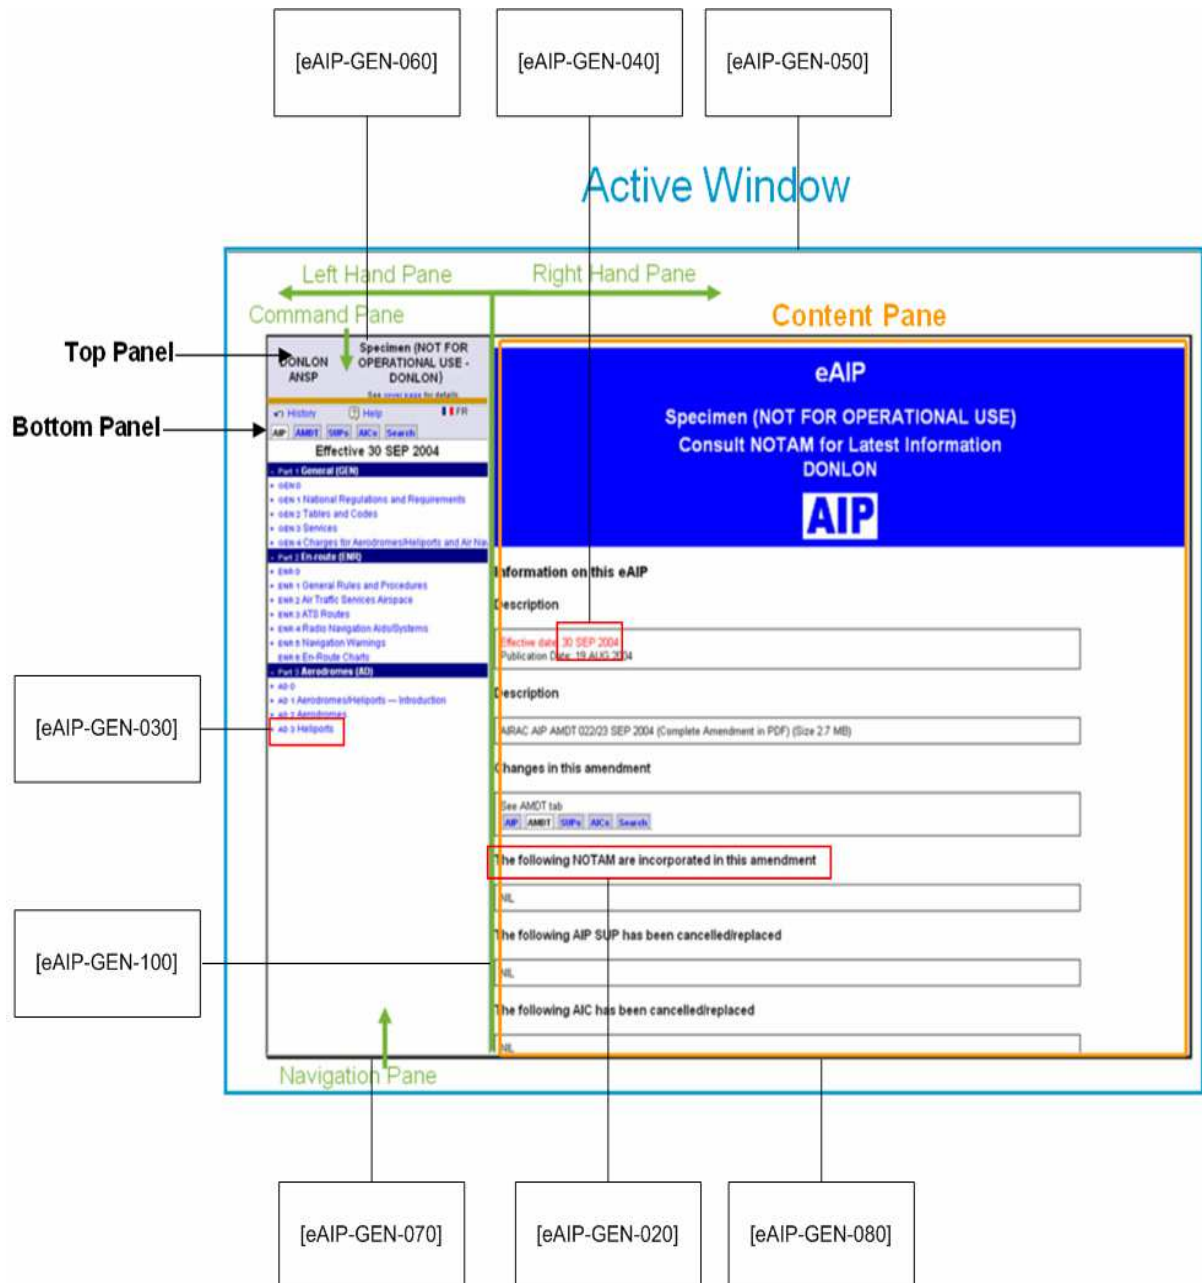 [eAIP-GEN-060]
[eAIP-GEN-040]
[eAIP-GEN-050]
Active Window
Left Hand Pane
Right Hand Pane
Command Pane
Content Pane
Top Panel
DONLON
ANSP
Specimen (NOT FOR
OPERATIONAL USE -
DONLON)
See cover page for details
Bottom Panel
History
Help
FR
AIP AMDT SUPs AICs Search
Effective 30 SEP 2004
- Part 1 General (GEN)
+ GEN 0
+ GEN 1 National Regulations and Requirements
+ GEN 2 Tables and Codes
+ GEN 3 Services
+ GEN 4 Charges for Aerodromes/Heliports and Air Nav
- Part 2 En-route (ENR)
+ ENR 0
+ ENR 1 General Rules and Procedures
+ ENR 2 Air Traffic Services Airspace
+ ENR 3 ATS Routes
+ ENR 4 Radio Navigation Aids/Systems
+ ENR 5 Navigation Warnings
ENR 6 En-Route Charts
- Part 3 Aerodromes (AD)
+ AD 0
+ AD 1 Aerodromes/Heliports — Introduction
+ AD 2 Aerodromes
+ AD 3 Heliports
eAIP
Specimen (NOT FOR OPERATIONAL USE)
Consult NOTAM for Latest Information
DONLON
AIP
Information on this eAIP
Description
Effective date: 30 SEP 2004
Publication Date: 19 AUG 2004
Description
AIRAC AIP AMDT 022/23 SEP 2004 (Complete Amendment in PDF) (Size 2.7 MB)
Changes in this amendment
See AMDT tab
AIP AMDT SUPs AICs Search
The following NOTAM are incorporated in this amendment
NIL
The following AIP SUP has been cancelled/replaced
NIL
The following AIC has been cancelled/replaced
NIL
[eAIP-GEN-030]
[eAIP-GEN-100]
Navigation Pane
[eAIP-GEN-070]
[eAIP-GEN-020]
[eAIP-GEN-080]